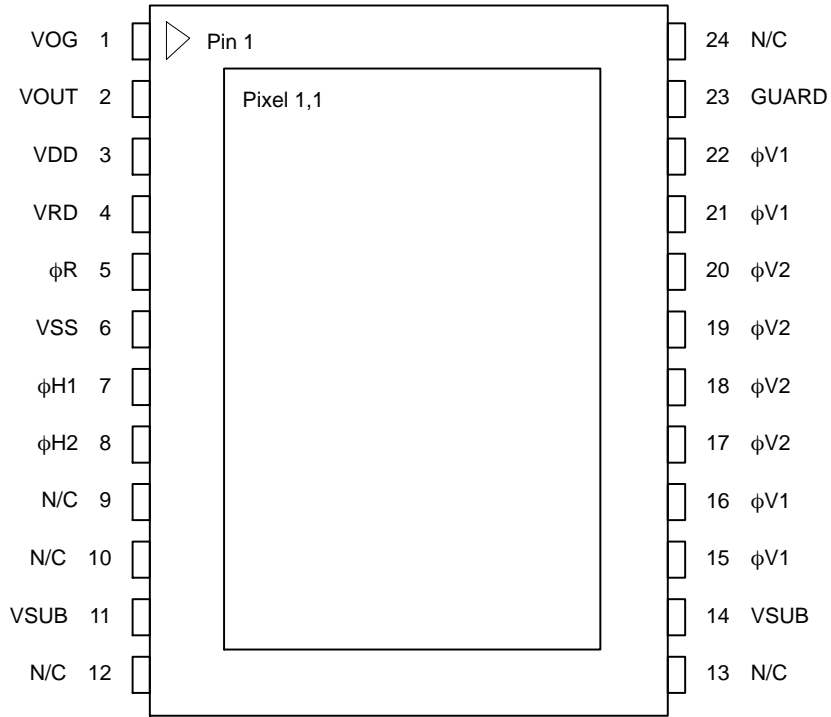 VOG 1 Pin 1 24 N/C
VOUT 2 Pixel 1,1 23 GUARD
VDD 3 22 ϕV1
VRD 4 21 ϕV1
ϕR 5 20 ϕV2
VSS 6 19 ϕV2
ϕH1 7 18 ϕV2
ϕH2 8 17 ϕV2
N/C 9 16 ϕV1
N/C 10 15 ϕV1
VSUB 11 14 VSUB
N/C 12 13 N/C